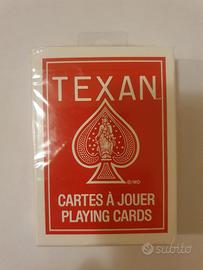 TEXAN
CARTES À JOUER
PLAYING CARDS
subito